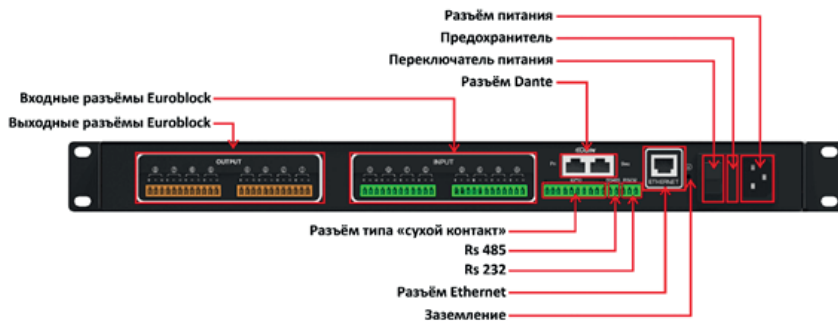 Разъём питания
Предохранитель
Переключатель питания
Разъём Dante
Входные разъёмы Euroblock
Выходные разъёмы Euroblock
OUTPUT
INPUT
ETHERNET
Разъём типа «сухой контакт»
Rs 485
Rs 232
Разъём Ethernet
Заземление